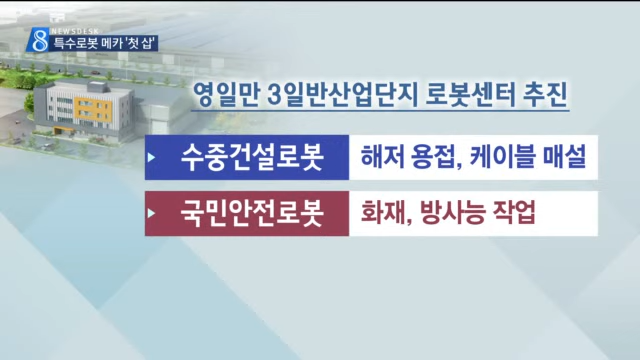 8 NEWSDESK
특수로봇 메카 '첫 삽'
영일만 3일반산업단지 로봇센터 추진
수중건설로봇 해저 용접, 케이블 매설
국민안전로봇 화재, 방사능 작업